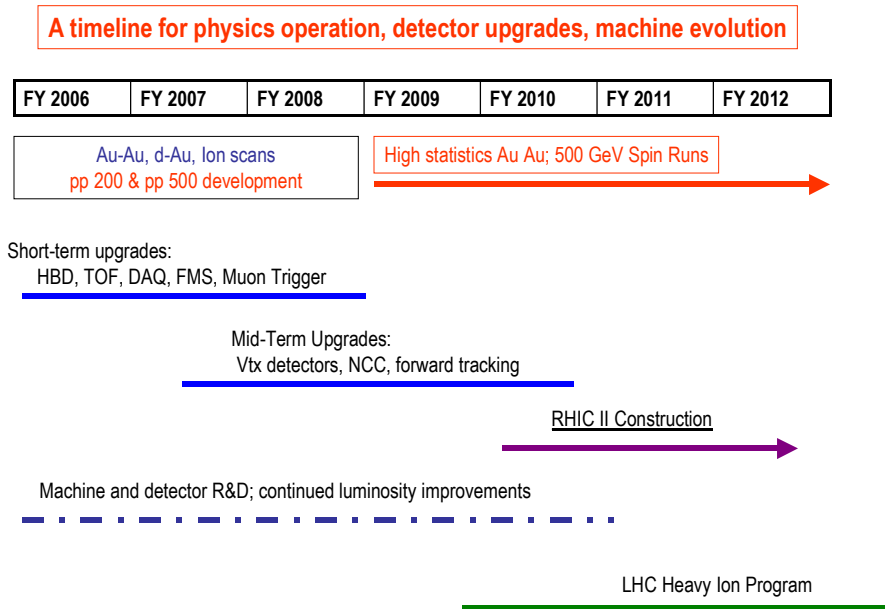 A timeline for physics operation, detector upgrades, machine evolution
FY 2006 FY 2007 FY 2008 FY 2009 FY 2010 FY 2011 FY 2012
Au-Au, d-Au, Ion scans
pp 200 & pp 500 development
High statistics Au Au; 500 GeV Spin Runs
Short-term upgrades:
HBD, TOF, DAQ, FMS, Muon Trigger
Mid-Term Upgrades:
Vtx detectors, NCC, forward tracking
RHIC II Construction
Machine and detector R&D; continued luminosity improvements
LHC Heavy Ion Program